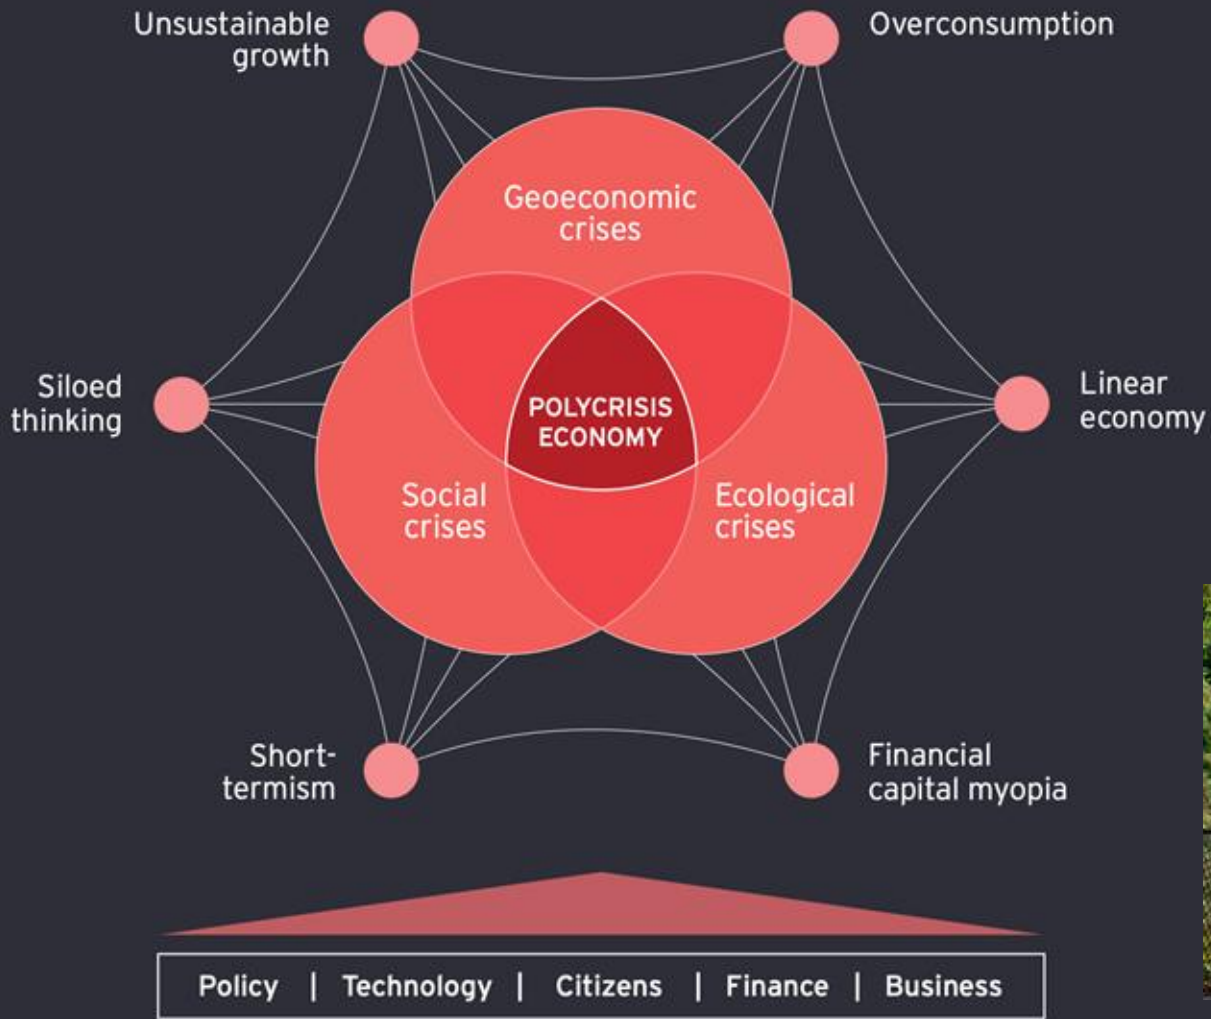 Unsustainable
growth
Overconsumption
Geoeconomic
crises
Siloed
thinking
Linear
economy
POLYCRISIS
ECONOMY
Social
crises
Ecological
crises
Short-
termism
Financial
capital myopia
Policy | Technology | Citizens | Finance | Business